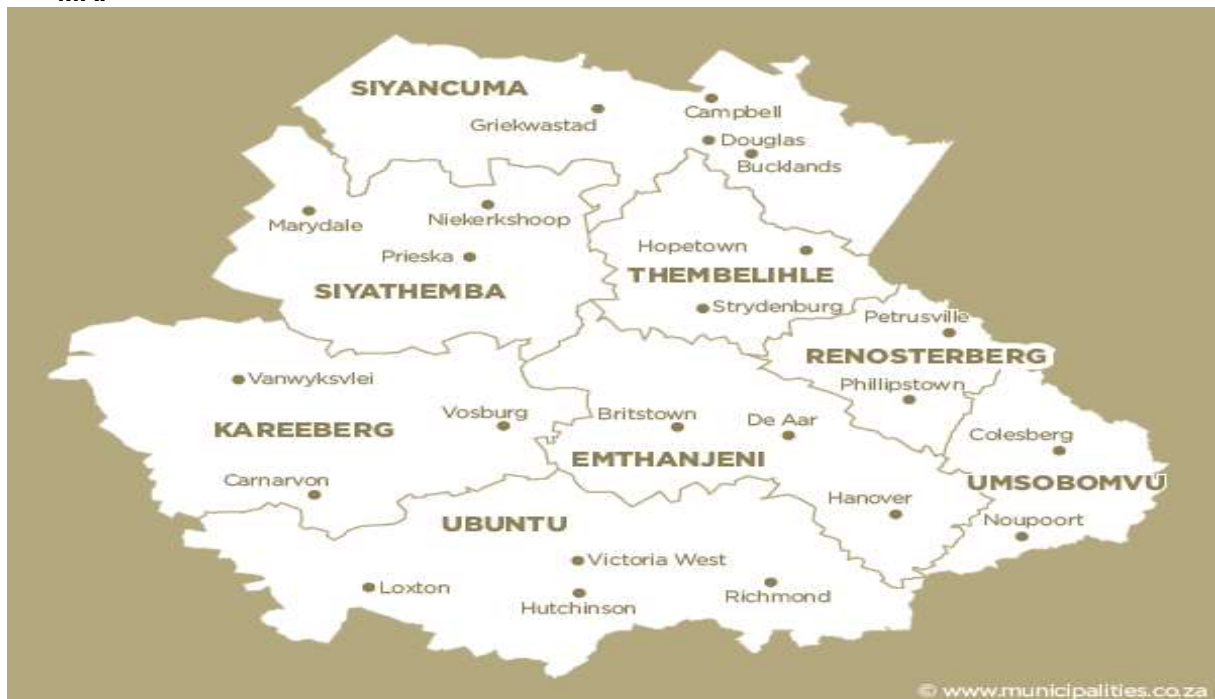 SIYANCUMA
Griekwastad
Campbell
Douglas
Bucklands
Marydale
Niekerkshoop
Prieska
SIYATHEMBA
Hopetown
THEMBELIHLE
Strydenburg
Petrusville
RENOSTERBERG
Phillipstown
Vanwyksvlei
Vosburg
KAREEBERG
Carnarvon
Britstown
De Aar
EMTHANJENI
Hanover
Colesberg
UMSOBOMVU
Noupoort
UBUNTU
Victoria West
Loxton
Hutchinson
Richmond
© www.municipalities.co.za